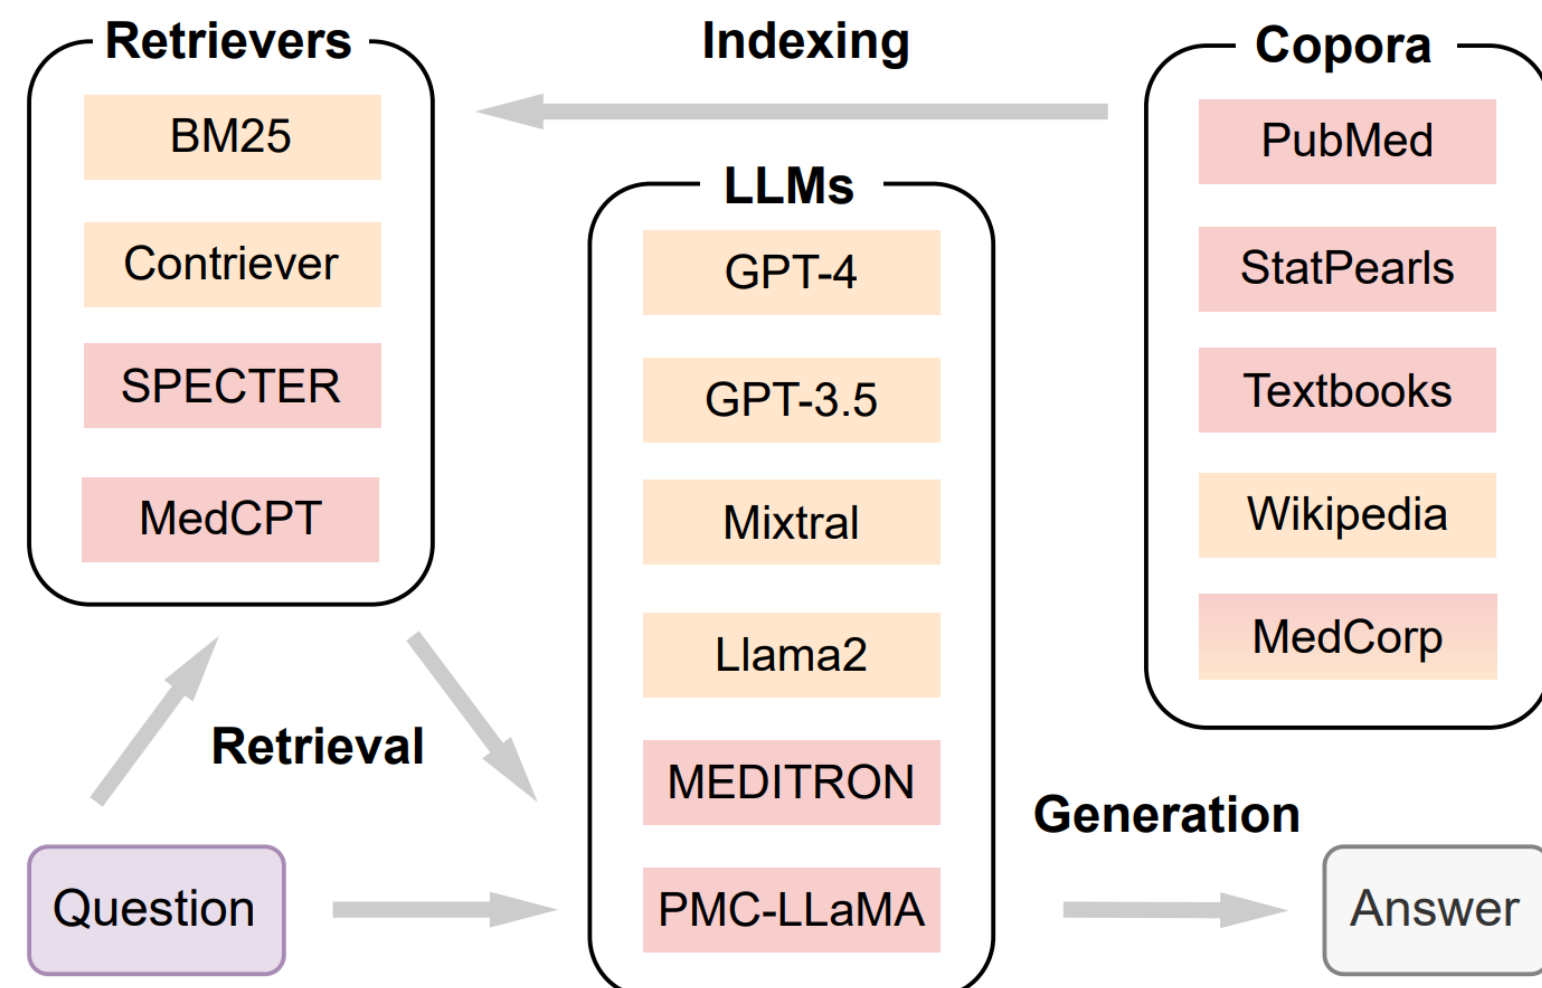 Retrievers
BM25
Contriever
SPECTER
MedCPT
Indexing
Copora
PubMed
StatPearls
Textbooks
Wikipedia
MedCorp
LLMs
GPT-4
GPT-3.5
Mixtral
Llama2
MEDITRON
PMC-LLaMA
Retrieval
Question
Generation
Answer